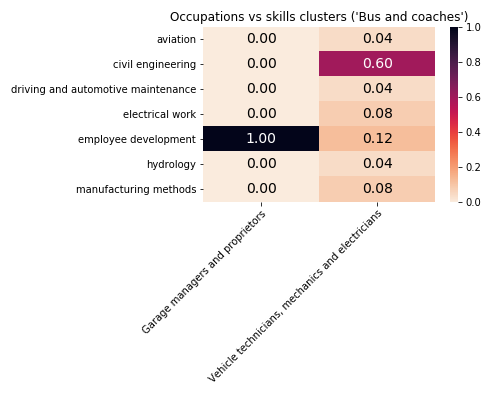 Occupations vs skills clusters ('Bus and coaches')
aviation 0.00 0.04
civil engineering 0.00 0.60
driving and automotive maintenance 0.00 0.04
electrical work 0.00 0.08
employee development 1.00 0.12
hydrology 0.00 0.04
manufacturing methods 0.00 0.08
Garage managers and proprietors
Vehicle technicians, mechanics and electricians
1.0
0.8
0.6
0.4
0.2
0.0